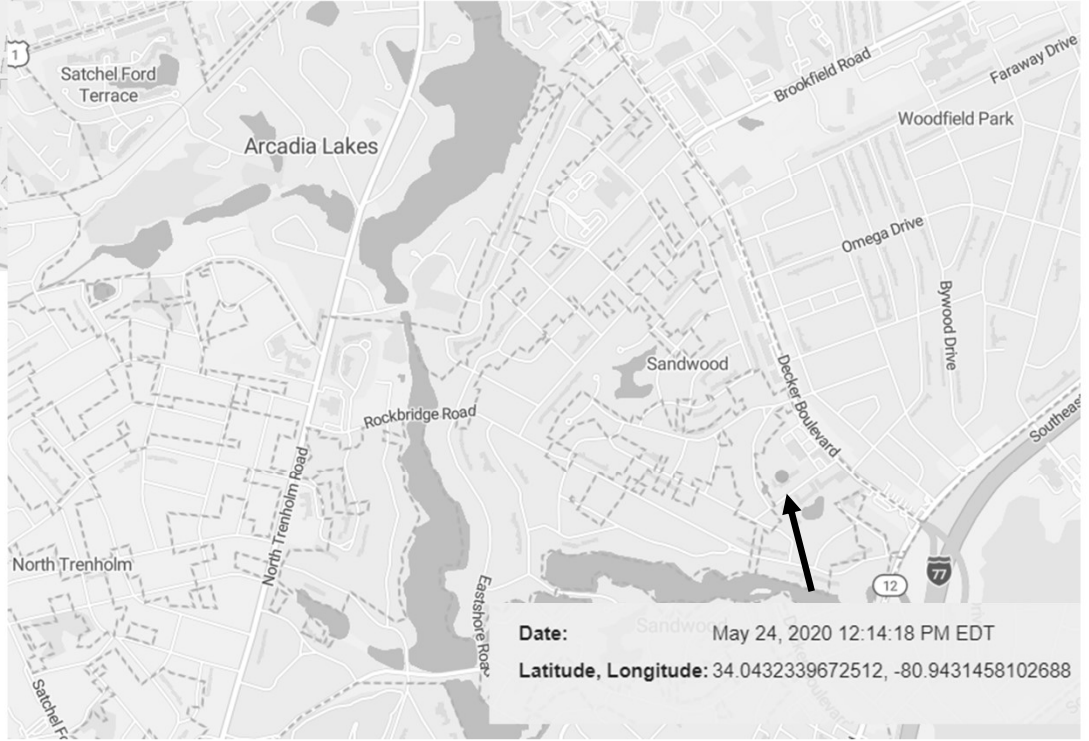 1
Satchel Ford
Terrace
Arcadia Lakes
Brookfield Road
Faraway Drive
Woodfield Park
Omega Drive
Bywood Drive
Sandwood
Decker Boulevard
Rockbridge Road
North Trenholm Road
North Trenholm
Eastshore Road
12
77
Sandwood
Date: May 24, 2020 12:14:18 PM EDT
Latitude, Longitude: 34.0432339672512, -80.9431458102688